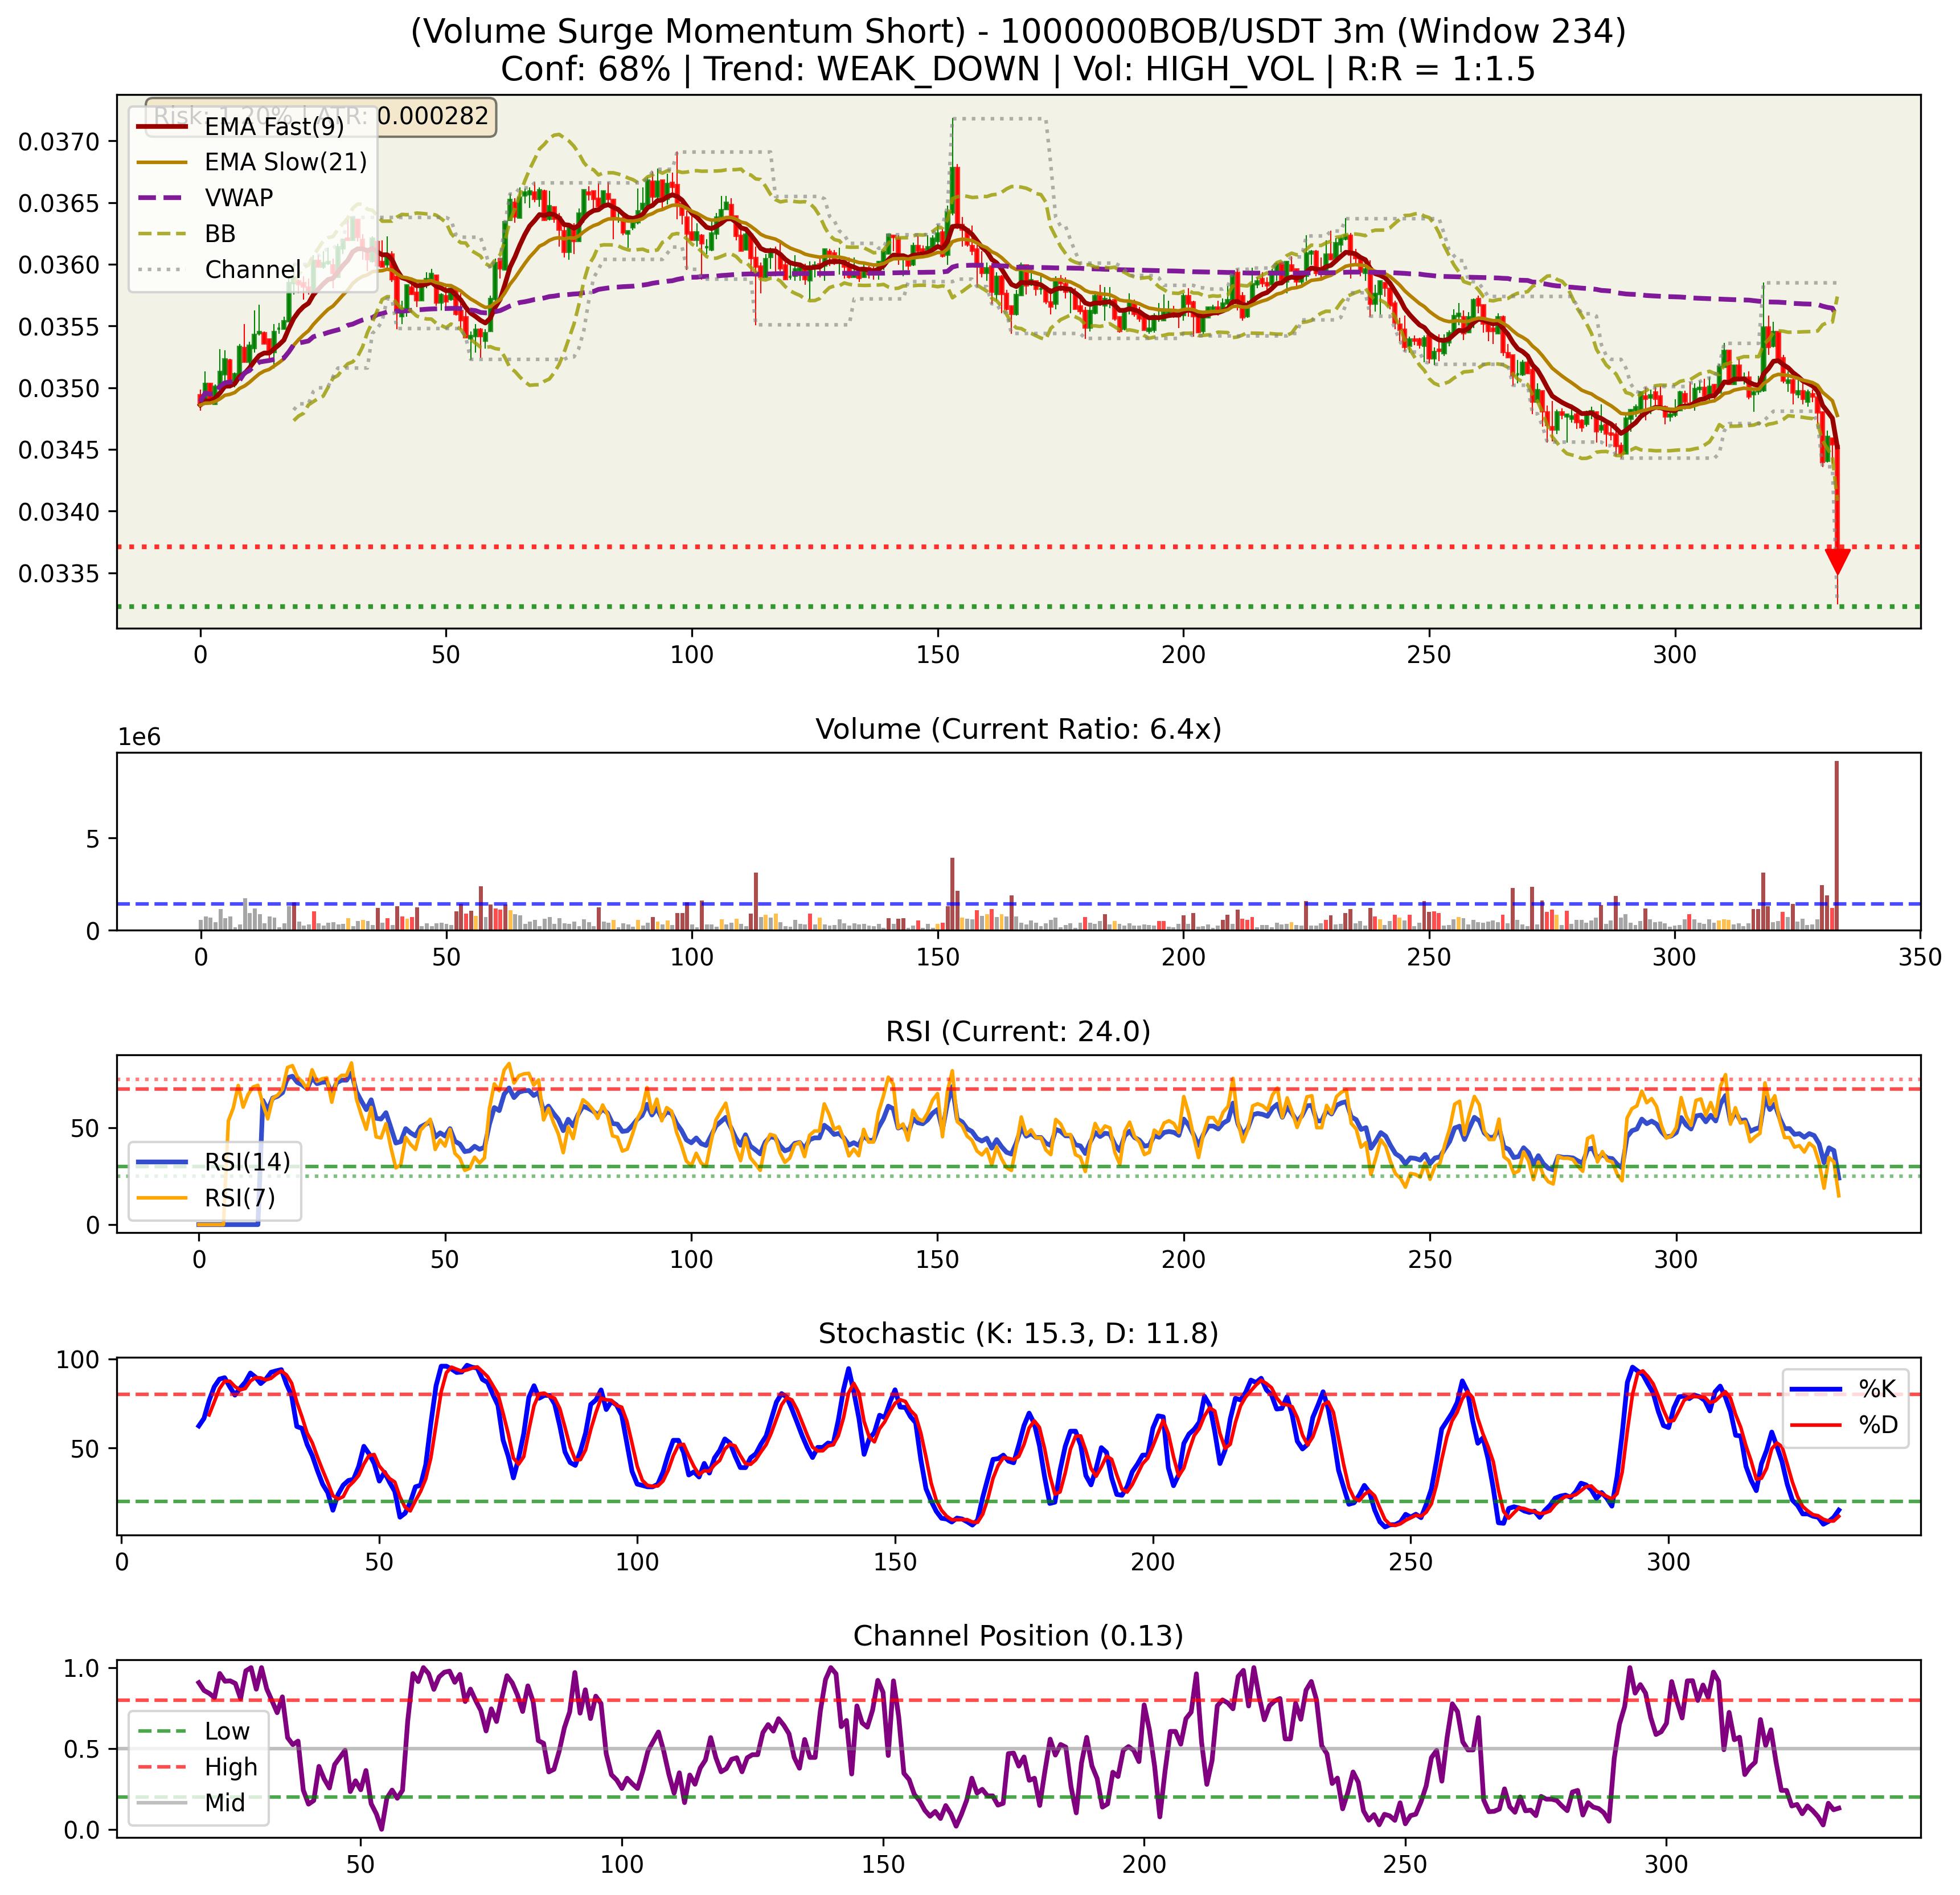 (Volume Surge Momentum Short) - 1000000BOB/USDT 3m (Window 234)
Conf: 68% | Trend: WEAK_DOWN | Vol: HIGH_VOL | R:R = 1:1.5
Risk: 1.20% | ATR: 0.000282
EMA Fast(9)
EMA Slow(21)
VWAP
BB
Channel
0.0370
0.0365
0.0360
0.0355
0.0350
0.0345
0.0340
0.0335
0 50 100 150 200 250 300
Volume (Current Ratio: 6.4x)
1e6
5
0
0 50 100 150 200 250 300 350
RSI (Current: 24.0)
50
0
RSI(14)
RSI(7)
0 50 100 150 200 250 300
Stochastic (K: 15.3, D: 11.8)
100
50
%K
%D
0 50 100 150 200 250 300
Channel Position (0.13)
1.0
0.5
0.0
Low
High
Mid
50 100 150 200 250 300